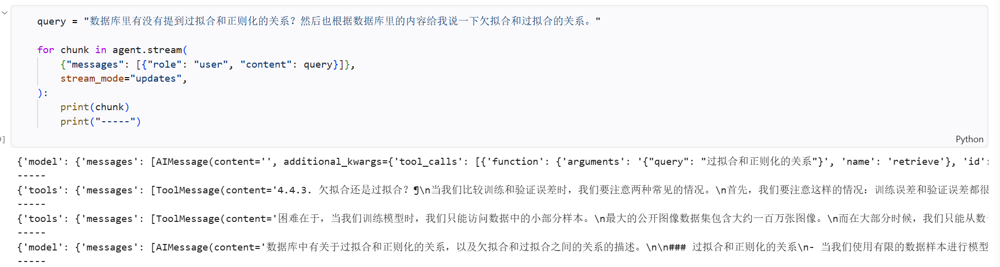 query = "数据库里有没有提到过拟合和正则化的关系？然后也根据数据库里的内容给我说一下欠拟合和过拟合的关系。"
for chunk in agent.stream(
{"messages": [{"role": "user", "content": query}]},
stream_mode="updates",
):
print(chunk)
print("-----")
9]
Python
{'model': {'messages': [AIMessage(content='', additional_kwargs={'tool_calls': [{'function': {'arguments': '{"query": "过拟合和正则化的关系"}', 'name': 'retrieve'}, 'id':
-----
{'tools': {'messages': [ToolMessage(content='4.4.3. 欠拟合还是过拟合？¶\n当我们比较训练和验证误差时，我们要注意两种常见的情况。\n首先，我们要注意这样的情况：训练误差和验证误差都很
-----
{'tools': {'messages': [ToolMessage(content='困难在于，当我们训练模型时，我们只能访问数据中的小部分样本。\n最大的公开图像数据集包含大约一百万张图像。\n而在大部分时候，我们只能从数
-----
{'model': {'messages': [AIMessage(content='数据库中有关于过拟合和正则化的关系，以及欠拟合和过拟合之间的关系的描述。\n\n### 过拟合和正则化的关系\n- 当我们使用有限的数据样本进行模型
-----